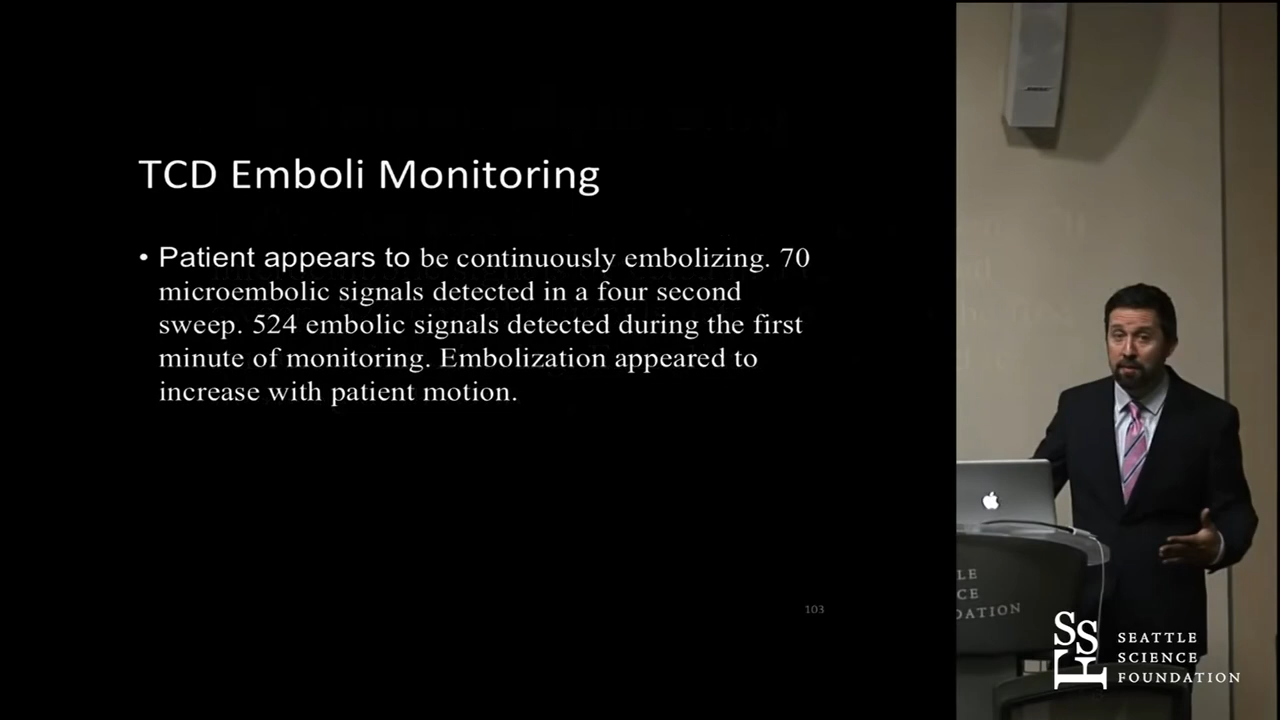 TCD Emboli Monitoring
• Patient appears to be continuously embolizing. 70
microembolic signals detected in a four second
sweep. 524 embolic signals detected during the first
minute of monitoring. Embolization appeared to
increase with patient motion.
103
BOSE
LE
CE
DATION
SSF
SEATTLE
SCIENCE
FOUNDATION